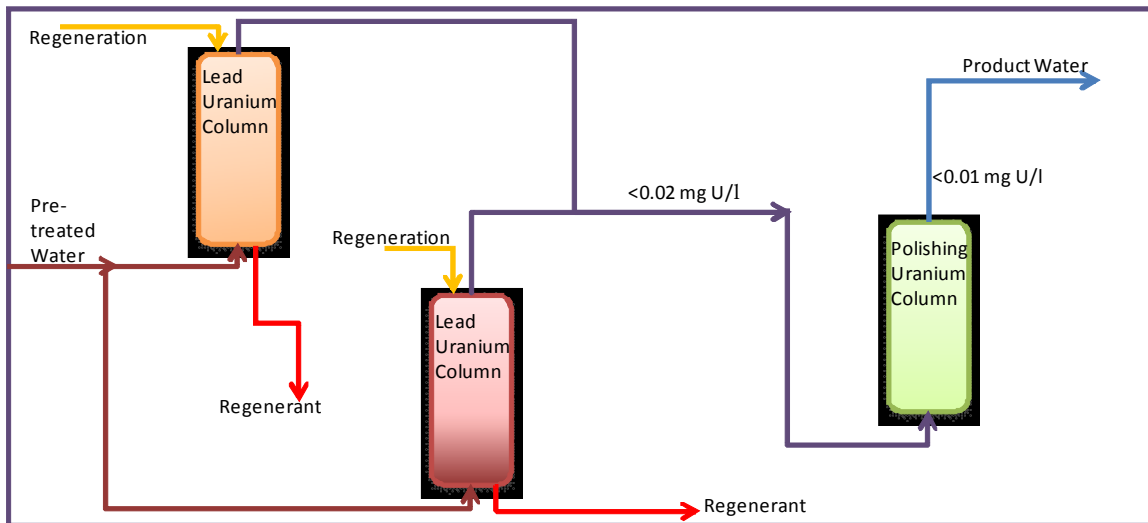 Regeneration
Lead
Uranium
Column
Product Water
<0.02 mg U/l
<0.01 mg U/l
Pre-
treated
Water
Regeneration
Polishing
Uranium
Column
Lead
Uranium
Column
Regenerant
Regenerant